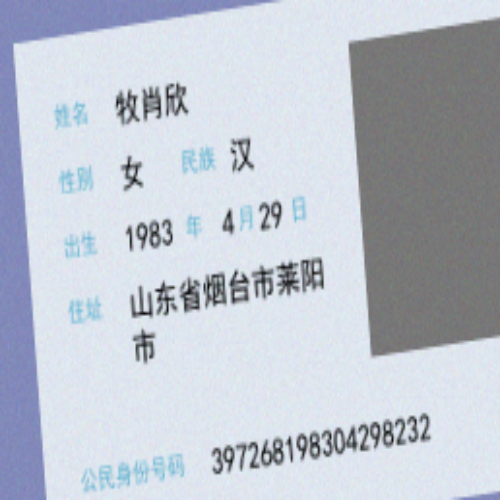 姓名 牧肖欣
性别 女 民族 汉
出生 1983 年 4 月 29 日
住址 山东省烟台市莱阳
市
公民身份号码 397268198304298232